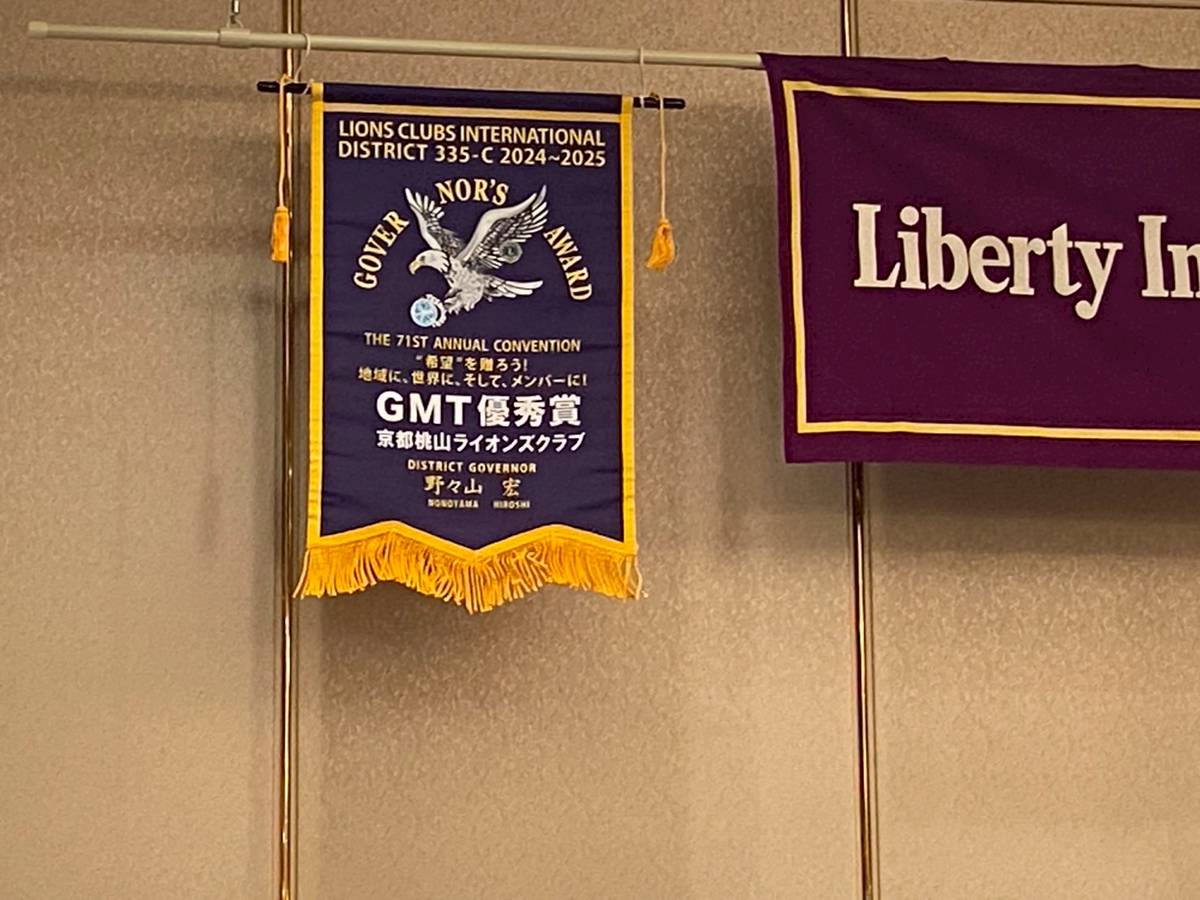 LIONS CLUBS INTERNATIONAL
DISTRICT 335-C 2024~2025
GOVERNOR'S AWARD
THE 71ST ANNUAL CONVENTION
"希望"を贈ろう!
地域に、世界に、そして、メンバーに!
GMT優秀賞
京都桃山ライオンズクラブ
DISTRICT GOVERNOR
野々山 宏
NONOYAMA HIROSHI
Liberty In